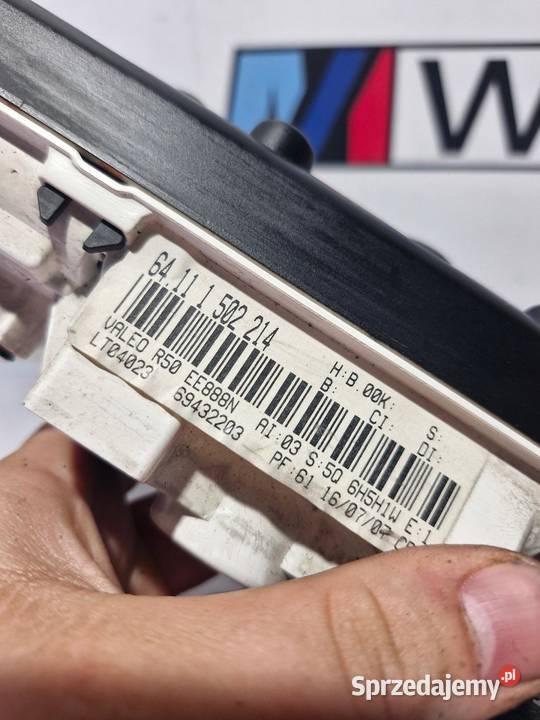 W
64.11 1 502 214
H:B 00K: S:
B: CI: DI:
VALEO R50 EE888N AI:03 S:5Q 6H5H1W E:1
LT04023 69432203 PF:61 16/07/07
Sprzedajemy.pl